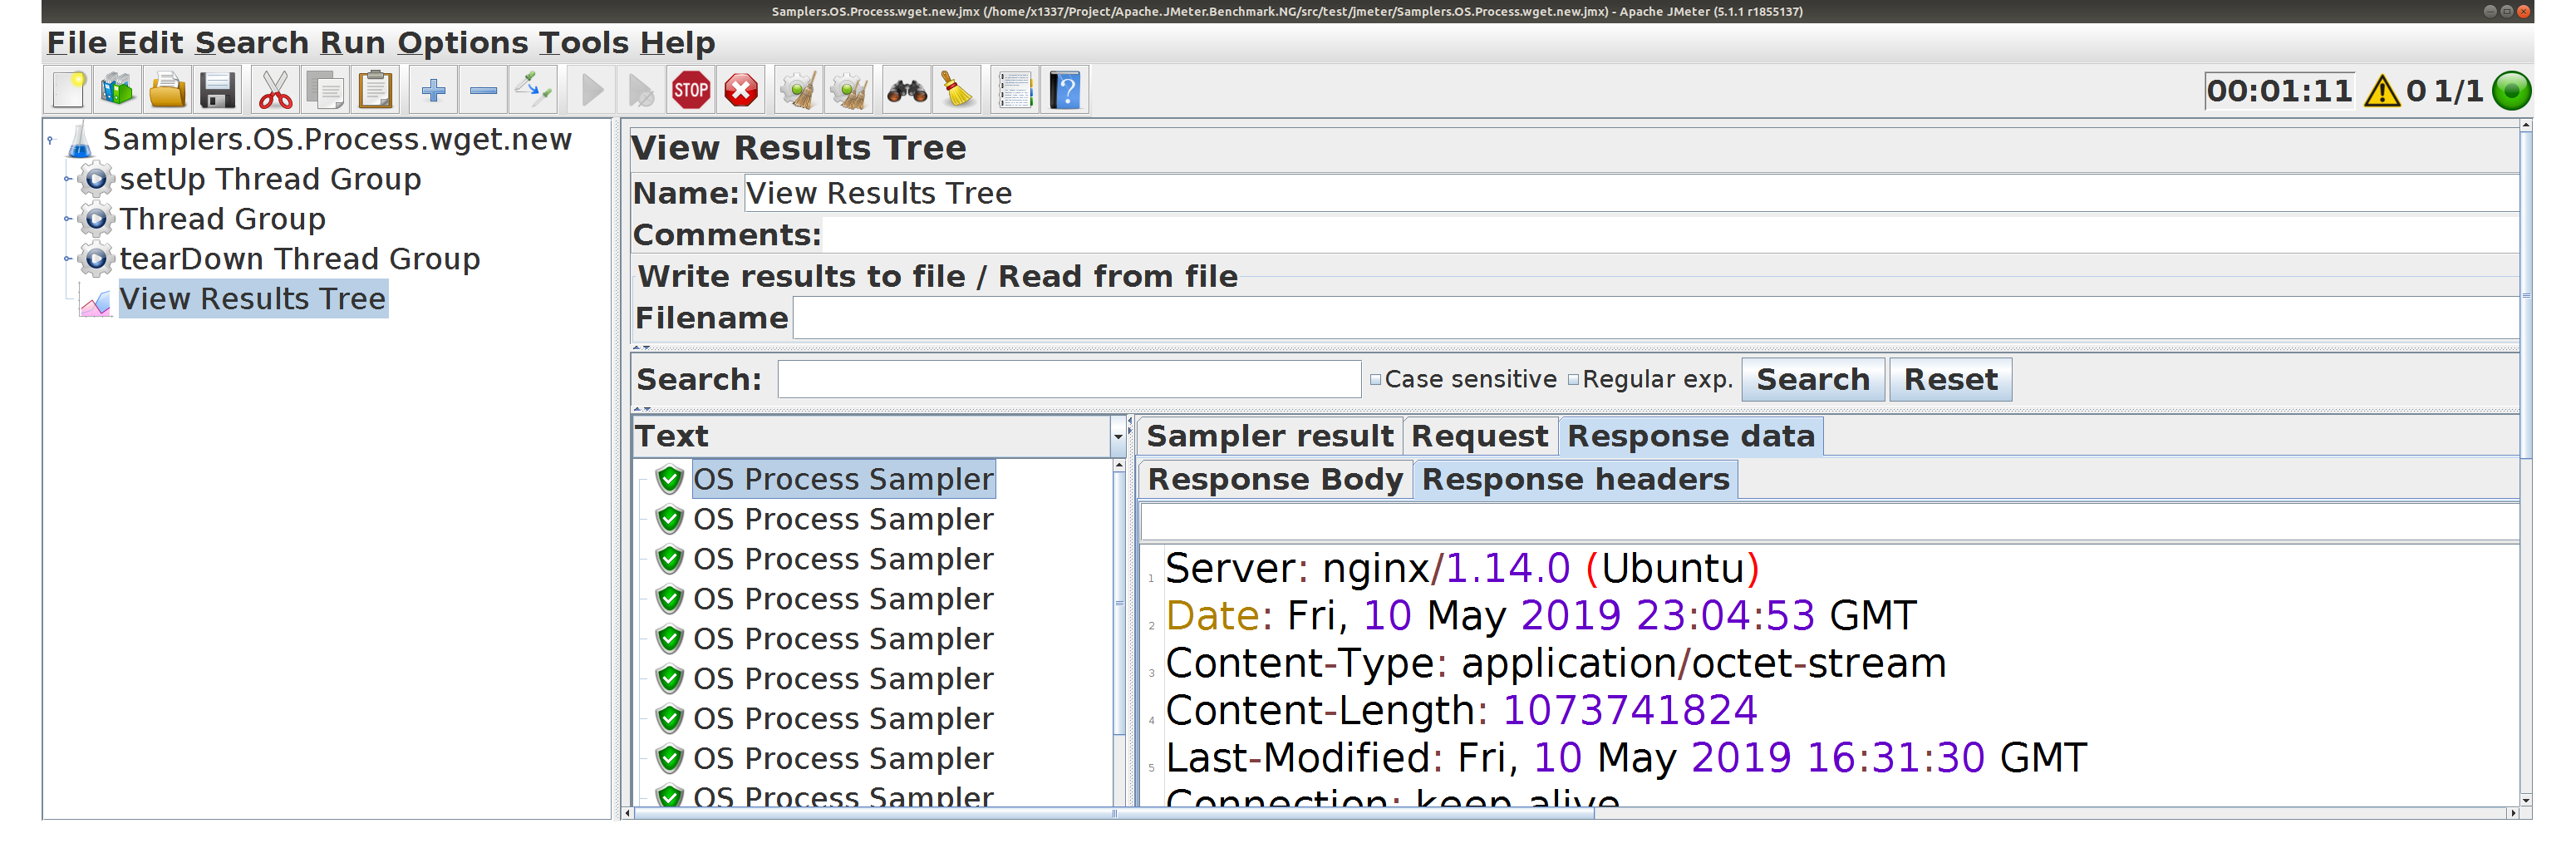 Samplers.OS.Process.wget.new.jmx (/home/x1337/Project/Apache.JMeter.Benchmark.NG/src/test/jmeter/Samplers.OS.Process.wget.new.jmx) - Apache JMeter (5.1.1 r1855137)
File Edit Search Run Options Tools Help
STOP
00:01:11 0 1/1
Samplers.OS.Process.wget.new
setUp Thread Group
Thread Group
tearDown Thread Group
View Results Tree
View Results Tree
Name: View Results Tree
Comments:
Write results to file / Read from file
Filename
Search: Case sensitive Regular exp. Search Reset
Text
OS Process Sampler
OS Process Sampler
OS Process Sampler
OS Process Sampler
OS Process Sampler
OS Process Sampler
OS Process Sampler
OS Process Sampler
OS Process Sampler
Sampler result Request Response data
Response Body Response headers
1 Server: nginx/1.14.0 (Ubuntu)
2 Date: Fri, 10 May 2019 23:04:53 GMT
3 Content-Type: application/octet-stream
4 Content-Length: 1073741824
5 Last-Modified: Fri, 10 May 2019 16:31:30 GMT
Connection: keep-alive